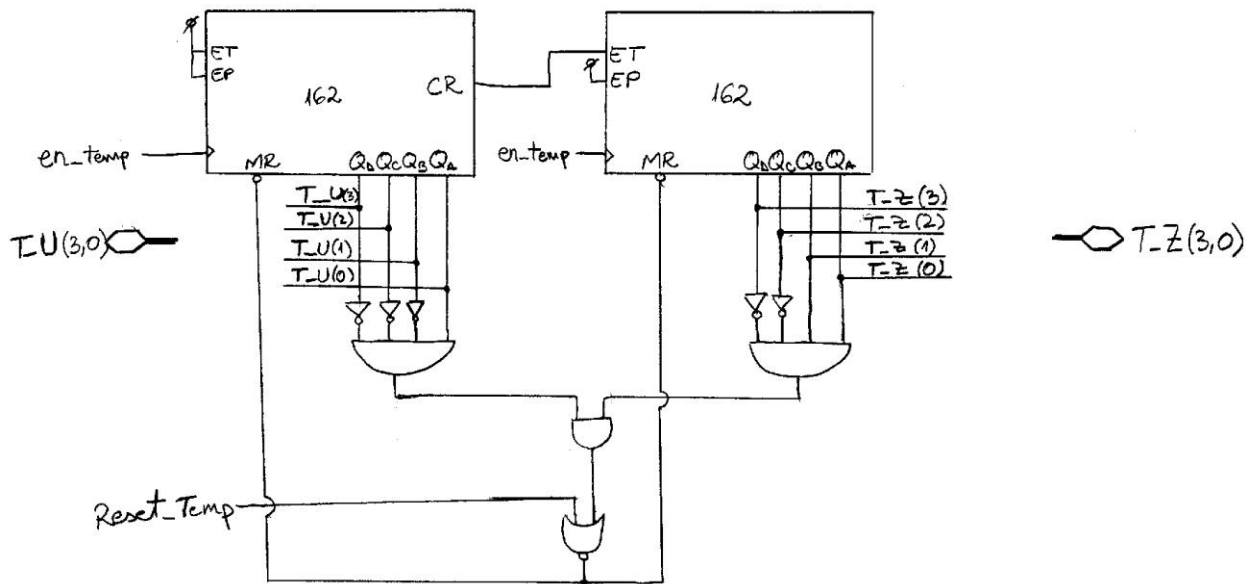 ET
EP
CR
162
en_temp
MR
QD QC QB QA
ET
EP
162
en_temp
MR
QD QC QB QA
T_U(3)
T_U(2)
T_U(1)
T_U(0)
T_Z(3)
T_Z(2)
T_Z(1)
T_Z(0)
T_U(3,0)
T_Z(3,0)
Reset_Temp